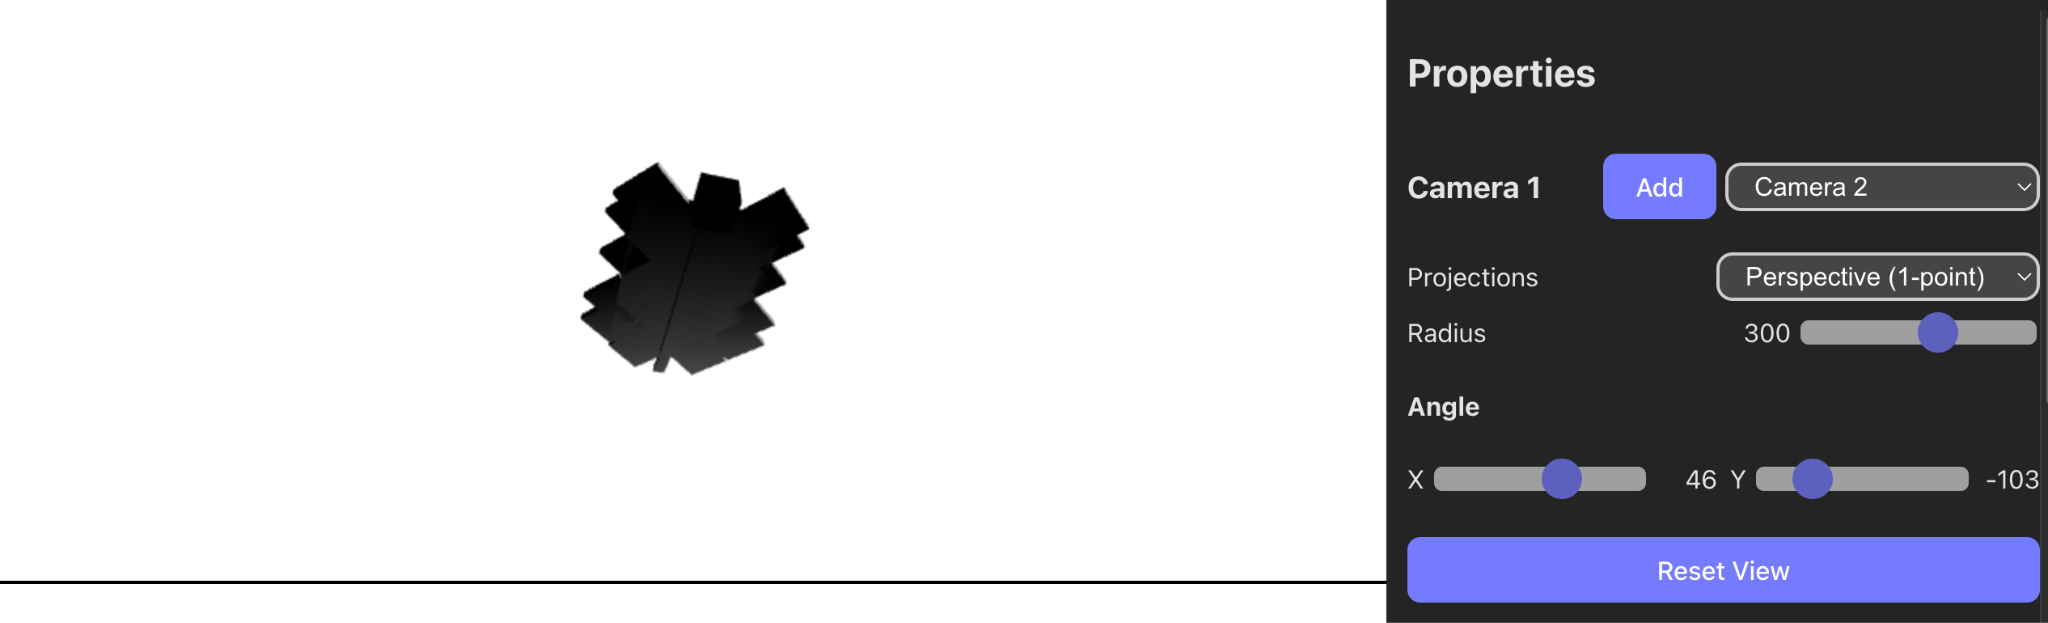 Properties
Camera 1 Add Camera 2
Projections Perspective (1-point)
Radius 300
Angle
X 46 Y -103
Reset View